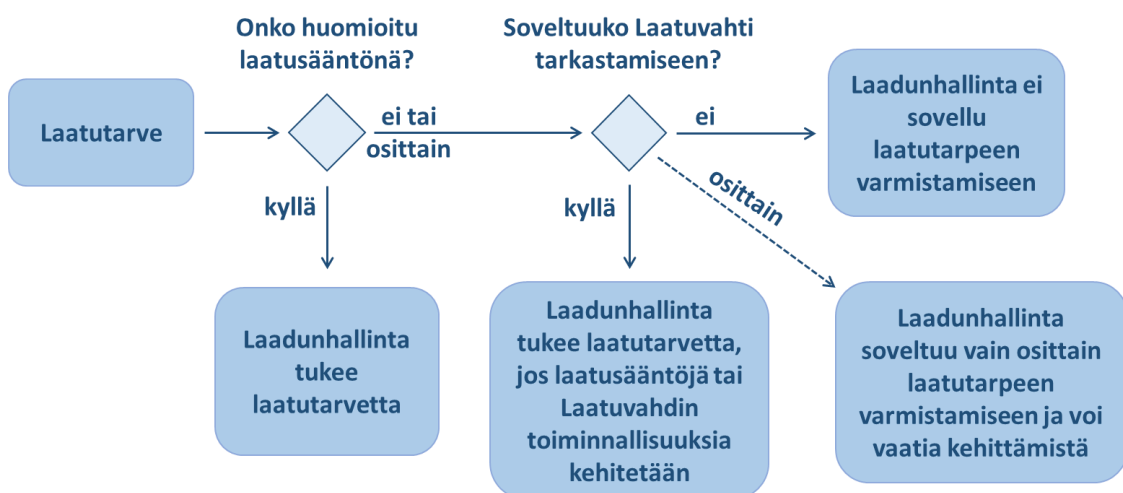 Onko huomioitu
laatusääntönä?
Soveltuuko Laatuvahti
tarkastamiseen?
Laatutarve
ei tai
osittain
ei
Laadunhallinta ei
sovellu
laatutarpeen
varmistamiseen
kyllä
kyllä
osittain
Laadunhallinta
tukee
laatutarvetta
Laadunhallinta
tukee laatutarvetta,
jos laatusääntöjä tai
Laatuvahdin
toiminnallisuuksia
kehitetään
Laadunhallinta
soveltuu vain osittain
laatutarpeen
varmistamiseen ja voi
vaatia kehittämistä